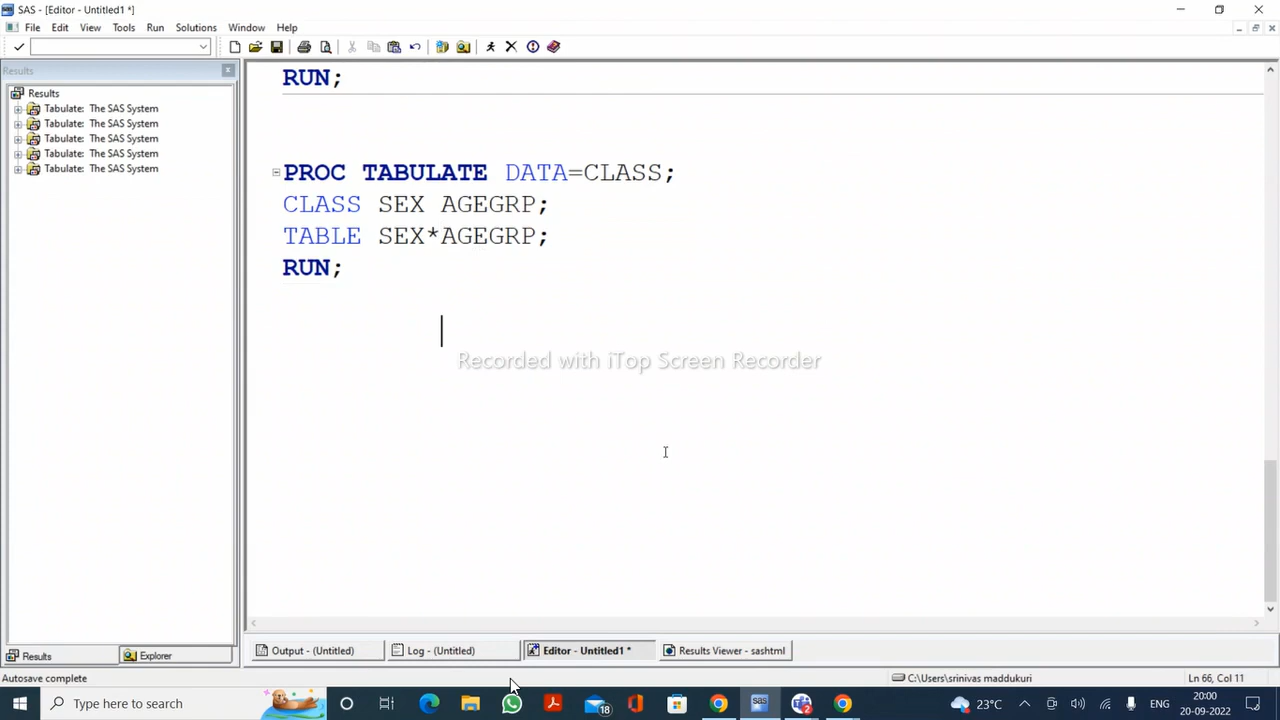 SAS - [Editor - Untitled1 *]
File Edit View Tools Run Solutions Window Help
Results
Results
Tabulate: The SAS System
Tabulate: The SAS System
Tabulate: The SAS System
Tabulate: The SAS System
Tabulate: The SAS System
RUN;
PROC TABULATE DATA=CLASS;
CLASS SEX AGEGRP;
TABLE SEX*AGEGRP;
RUN;
Recorded with iTop Screen Recorder
Results Explorer
Output - (Untitled) Log - (Untitled) Editor - Untitled1 * Results Viewer - sashtml
Autosave complete C:\Users\srinivas maddukuri Ln 66, Col 11
Type here to search 18 sas 23°C ENG 20:00
20-09-2022